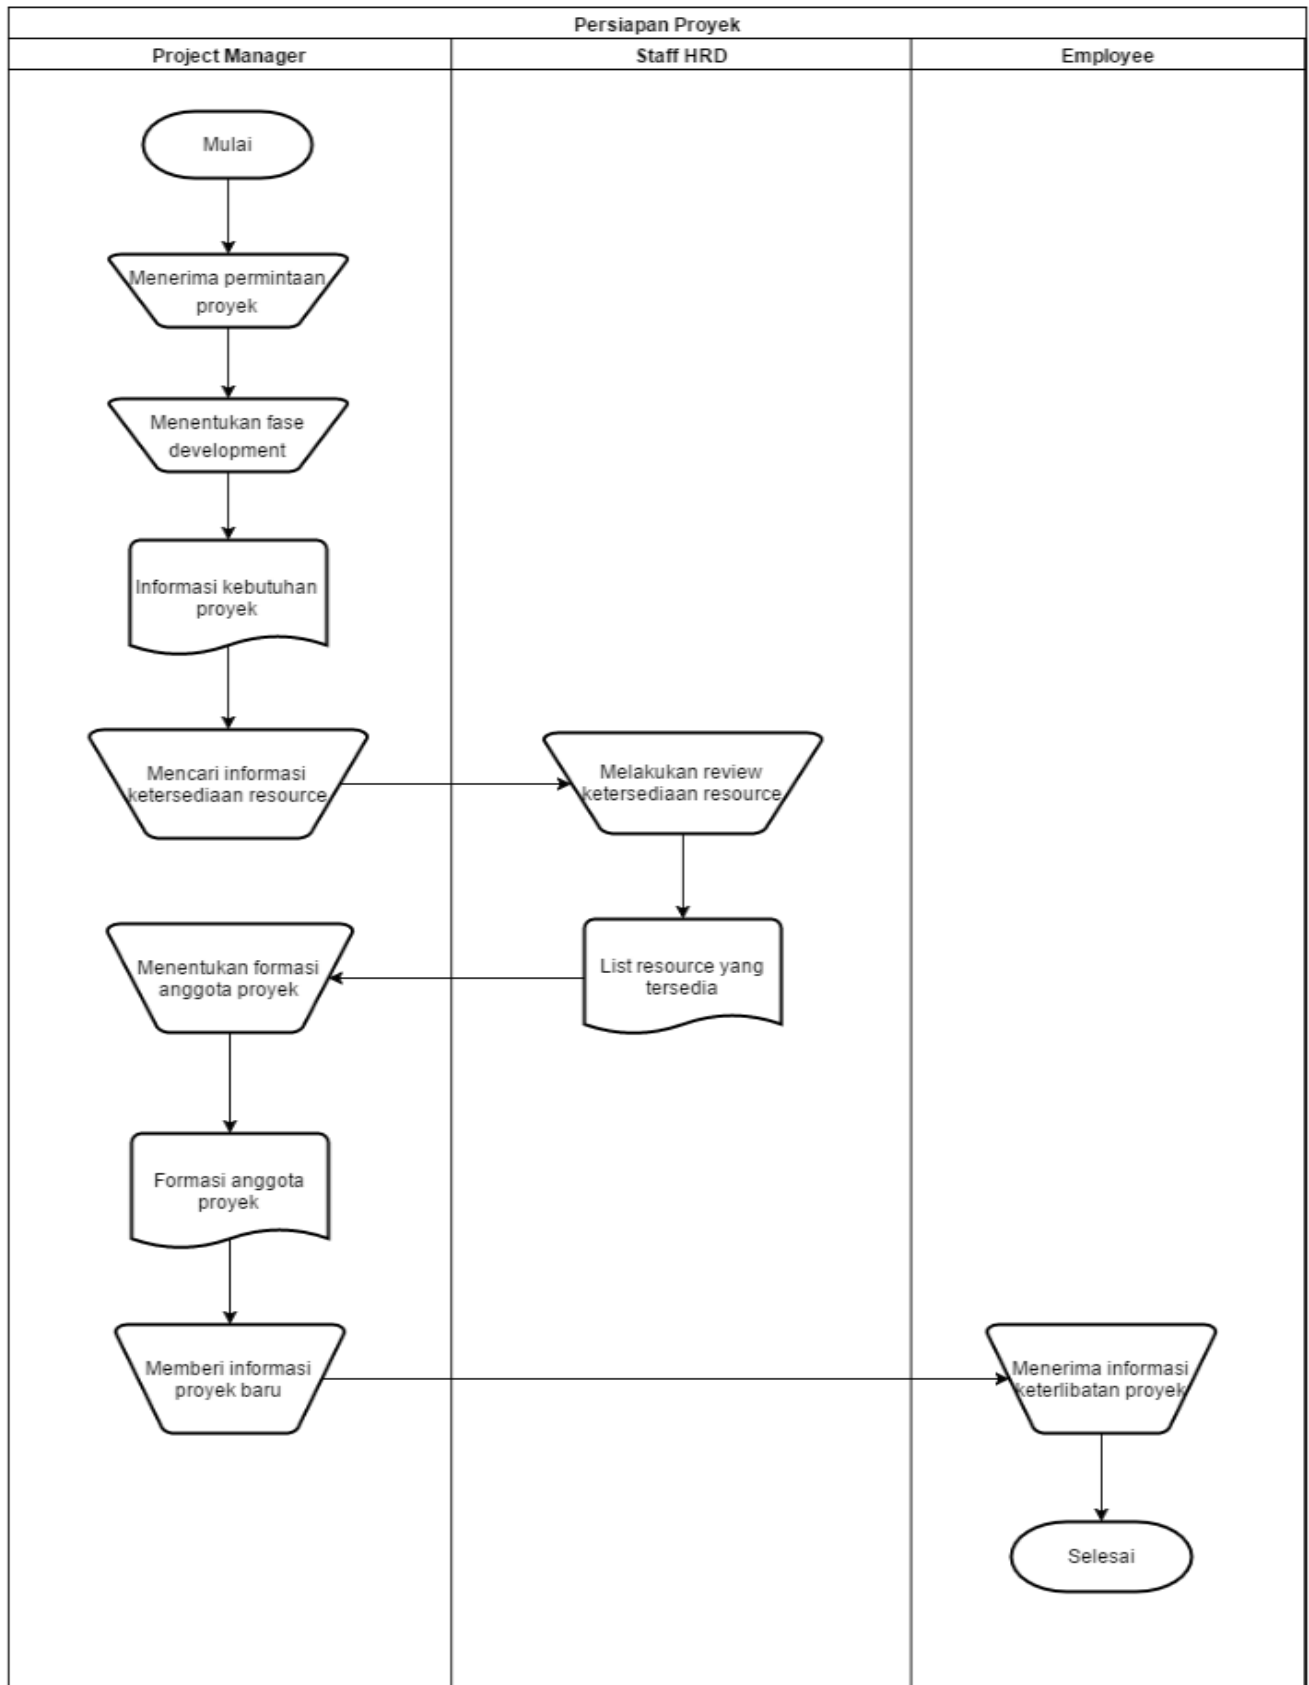 Persiapan Proyek
Project Manager
Staff HRD
Employee
Mulai
Menerima permintaan
proyek
Menentukan fase
development
Informasi kebutuhan
proyek
Mencari informasi
ketersediaan resource
Melakukan review
ketersediaan resource
List resource yang
tersedia
Menentukan formasi
anggota proyek
Formasi anggota
proyek
Memberi informasi
proyek baru
Menerima informasi
keterlibatan proyek
Selesai